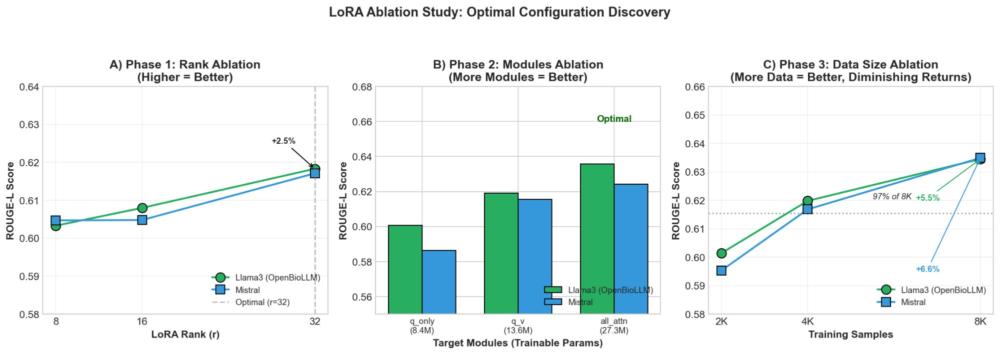 LoRA Ablation Study: Optimal Configuration Discovery
A) Phase 1: Rank Ablation
(Higher = Better)
0.64
0.63
0.62
0.61
0.60
0.59
0.58
ROUGE-L Score
+2.5%
Llama3 (OpenBioLLM)
Mistral
Optimal (r=32)
8
16
32
LoRA Rank (r)
B) Phase 2: Modules Ablation
(More Modules = Better)
0.68
0.66
0.64
0.62
0.60
0.58
0.56
ROUGE-L Score
Optimal
Llama3 (OpenBioLLM)
Mistral
q_only
(8.4M)
q_v
(13.6M)
all_attn
(27.3M)
Target Modules (Trainable Params)
C) Phase 3: Data Size Ablation
(More Data = Better, Diminishing Returns)
0.66
0.65
0.64
0.63
0.62
0.61
0.60
0.59
0.58
ROUGE-L Score
97% of 8K
+5.5%
+6.6%
Llama3 (OpenBioLLM)
Mistral
2K
4K
8K
Training Samples